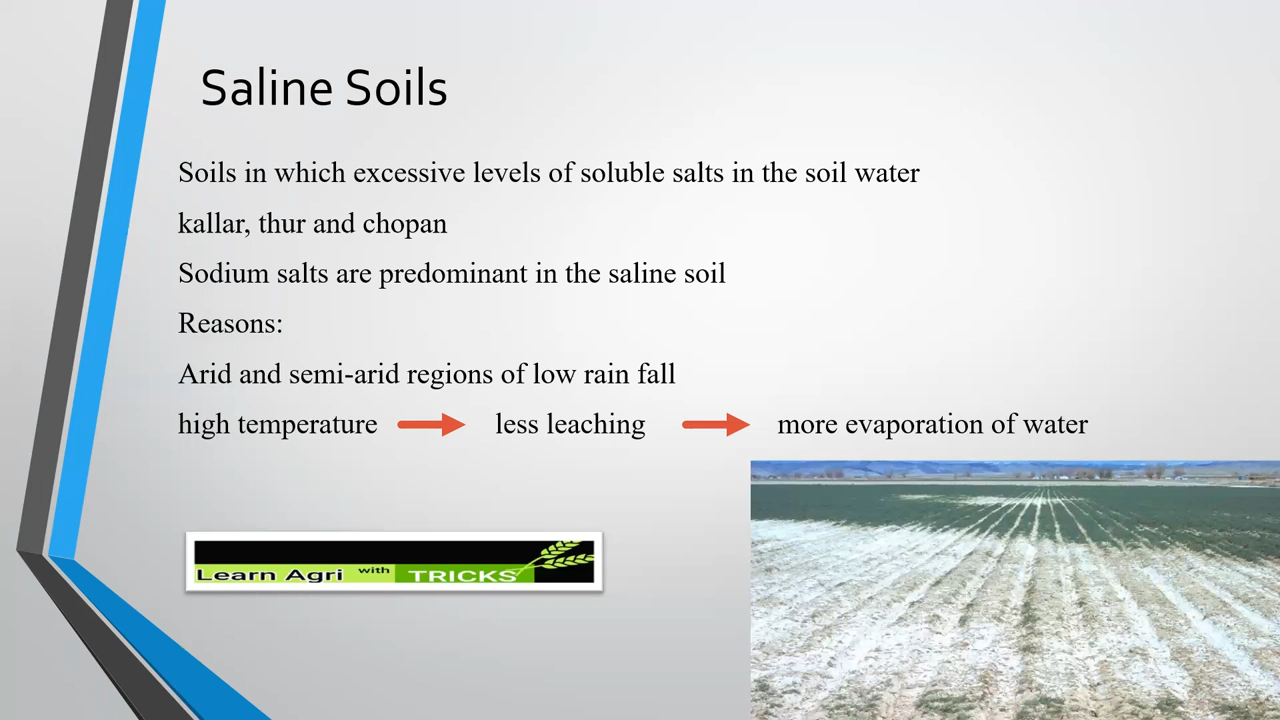 Saline Soils
Soils in which excessive levels of soluble salts in the soil water
kallar, thur and chopan
Sodium salts are predominant in the saline soil
Reasons:
Arid and semi-arid regions of low rain fall
high temperature less leaching more evaporation of water
Learn Agri with TRICKS